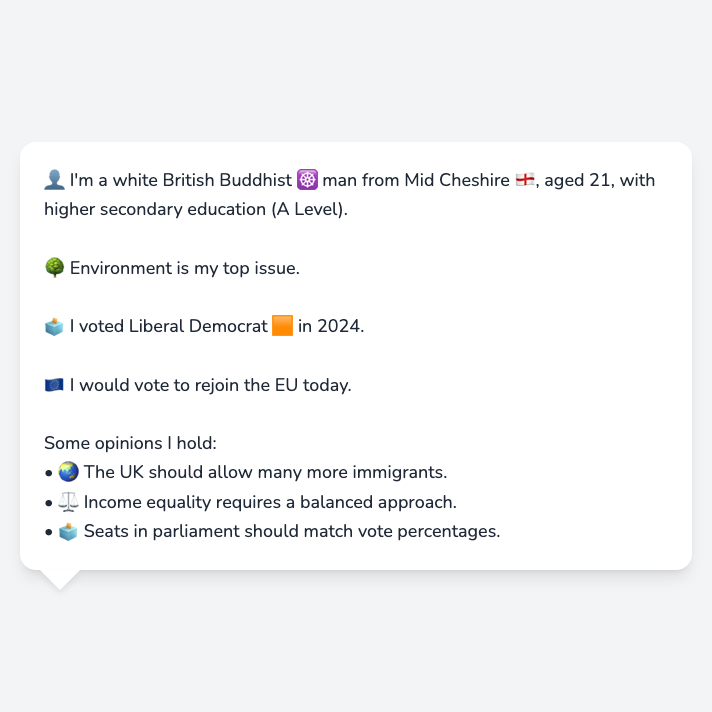 👤 I'm a white British Buddhist ☸️ man from Mid Cheshire 🏴󠁧󠁢󠁥󠁮󠁧󠁿, aged 21, with
higher secondary education (A Level).
🌳 Environment is my top issue.
🗳️ I voted Liberal Democrat 🟧 in 2024.
🇪🇺 I would vote to rejoin the EU today.
Some opinions I hold:
• 🌏 The UK should allow many more immigrants.
• ⚖️ Income equality requires a balanced approach.
• 🗳️ Seats in parliament should match vote percentages.